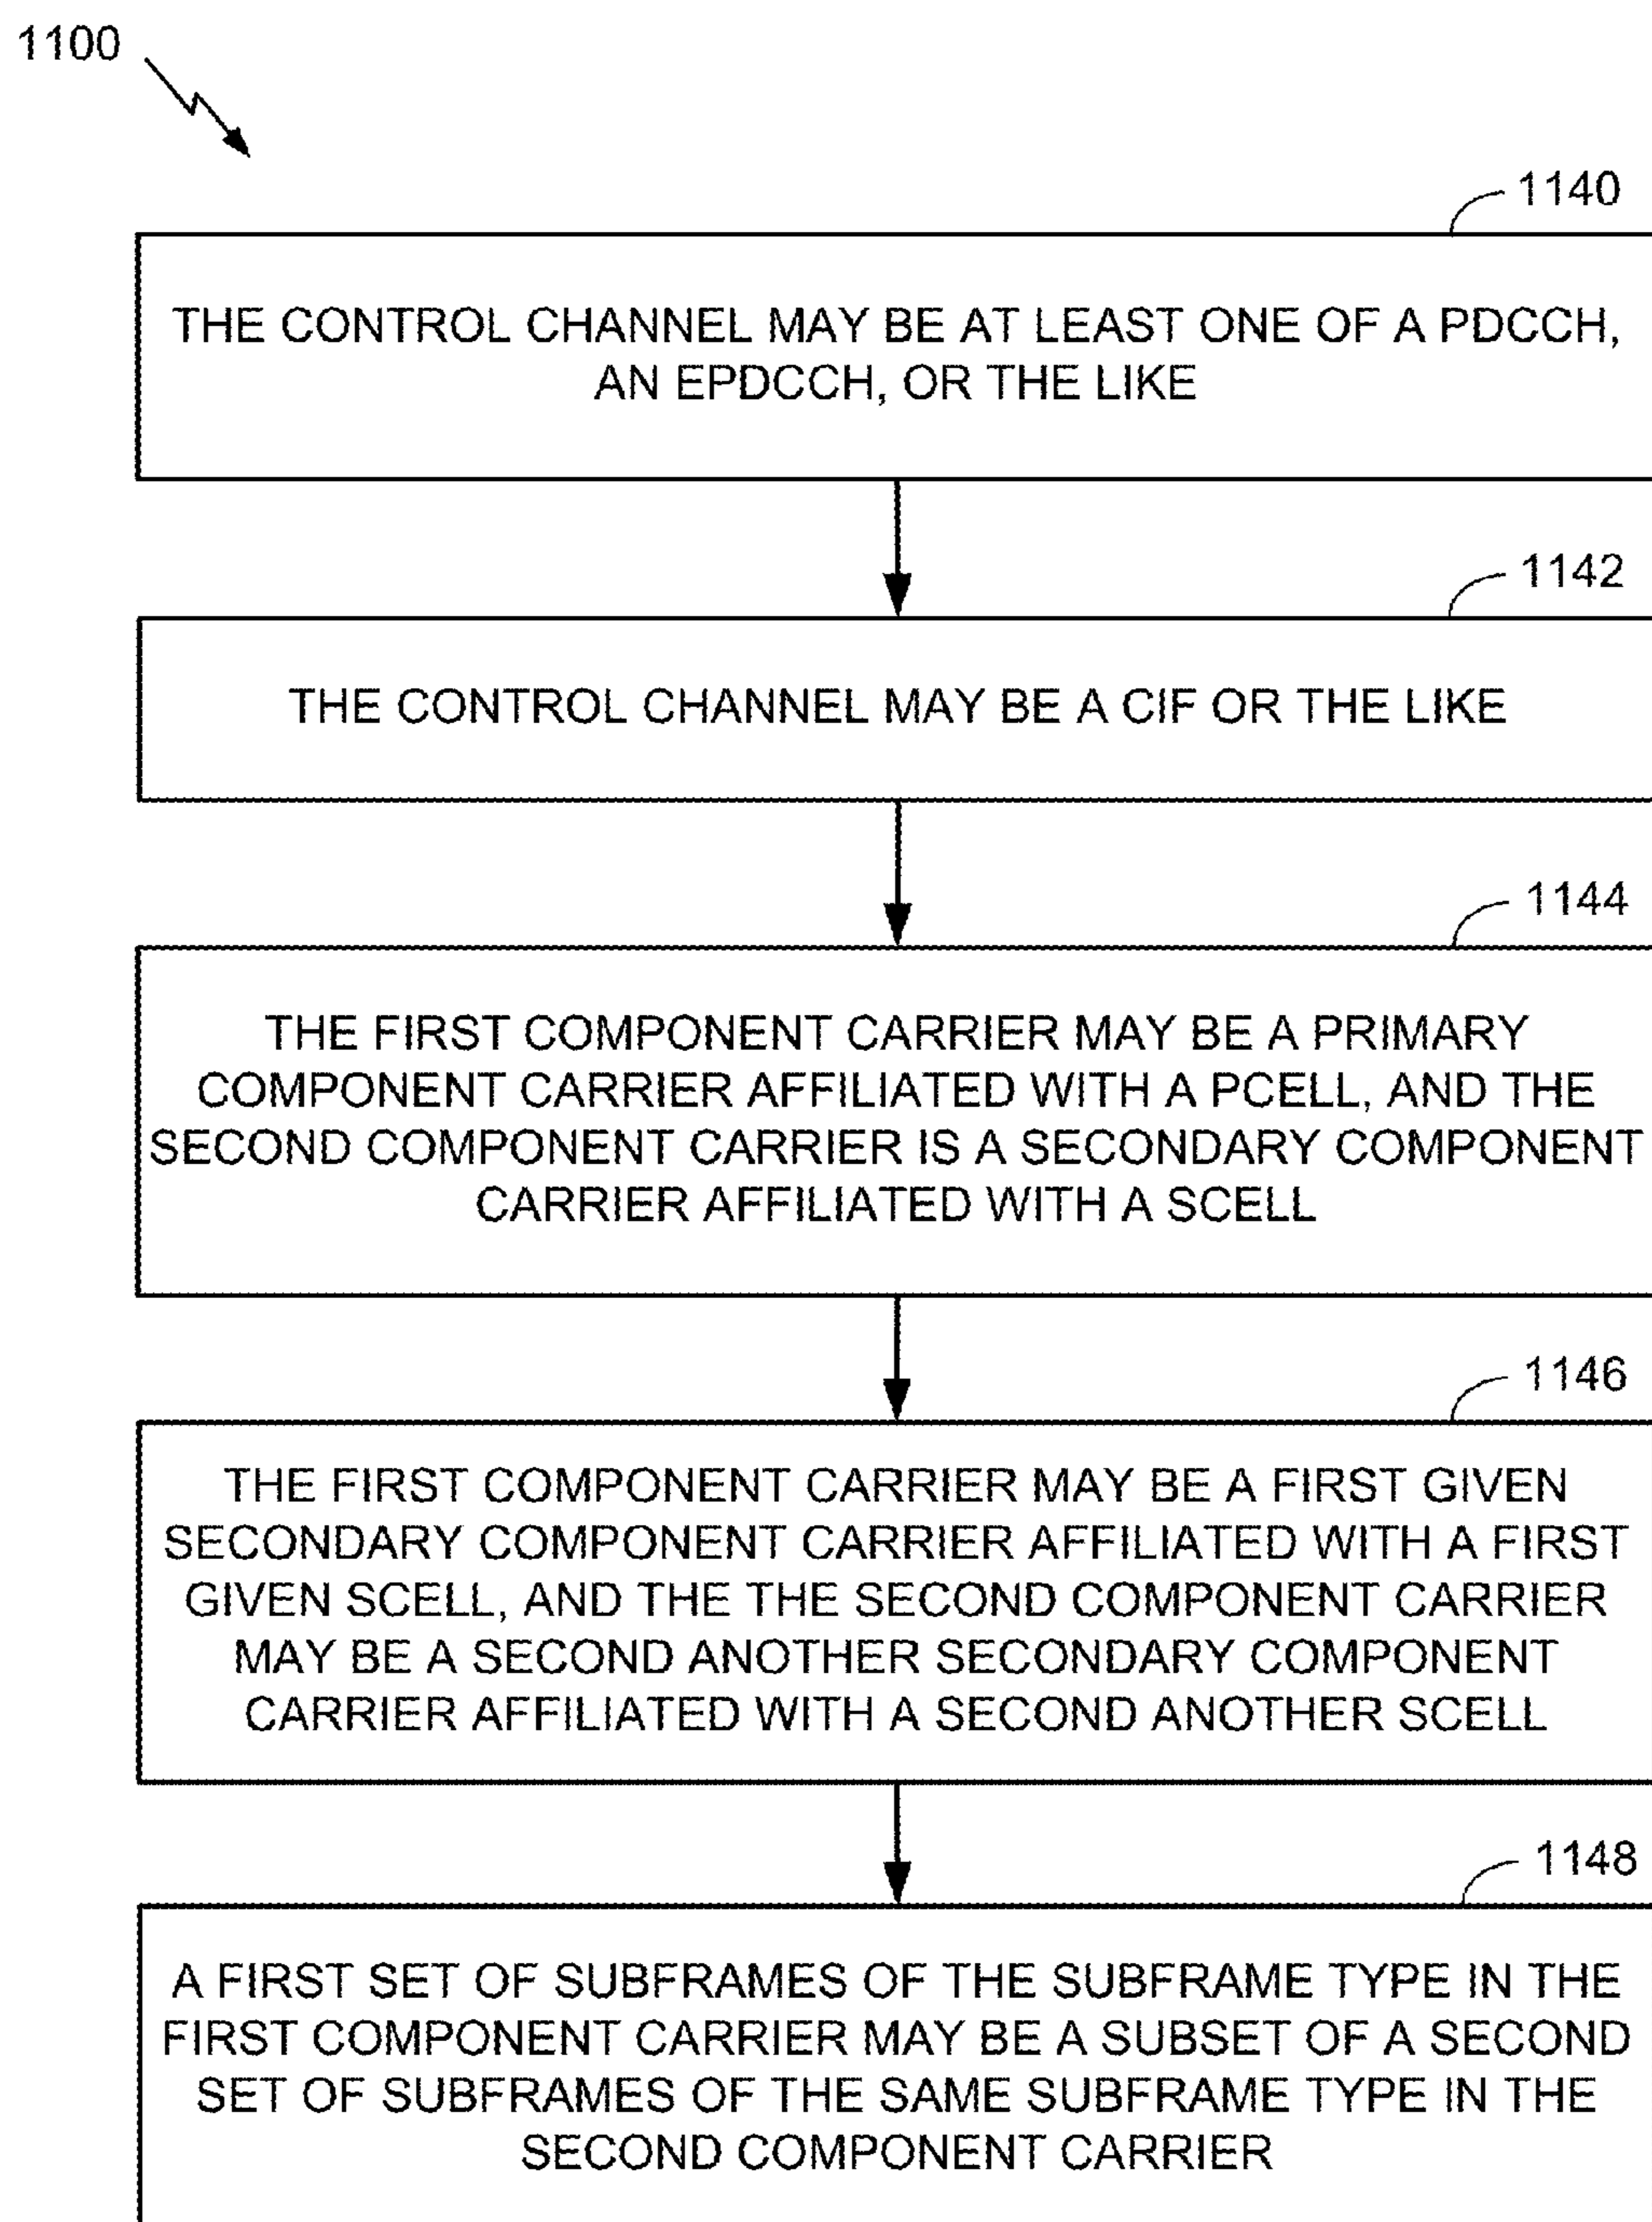 1100
1140
THE CONTROL CHANNEL MAY BE AT LEAST ONE OF A PDCCH,
AN EPDCCH, OR THE LIKE
1142
THE CONTROL CHANNEL MAY BE A CIF OR THE LIKE
1144
THE FIRST COMPONENT CARRIER MAY BE A PRIMARY
COMPONENT CARRIER AFFILIATED WITH A PCELL, AND THE
SECOND COMPONENT CARRIER IS A SECONDARY COMPONENT
CARRIER AFFILIATED WITH A SCELL
1146
THE FIRST COMPONENT CARRIER MAY BE A FIRST GIVEN
SECONDARY COMPONENT CARRIER AFFILIATED WITH A FIRST
GIVEN SCELL, AND THE THE SECOND COMPONENT CARRIER
MAY BE A SECOND ANOTHER SECONDARY COMPONENT
CARRIER AFFILIATED WITH A SECOND ANOTHER SCELL
1148
A FIRST SET OF SUBFRAMES OF THE SUBFRAME TYPE IN THE
FIRST COMPONENT CARRIER MAY BE A SUBSET OF A SECOND
SET OF SUBFRAMES OF THE SAME SUBFRAME TYPE IN THE
SECOND COMPONENT CARRIER